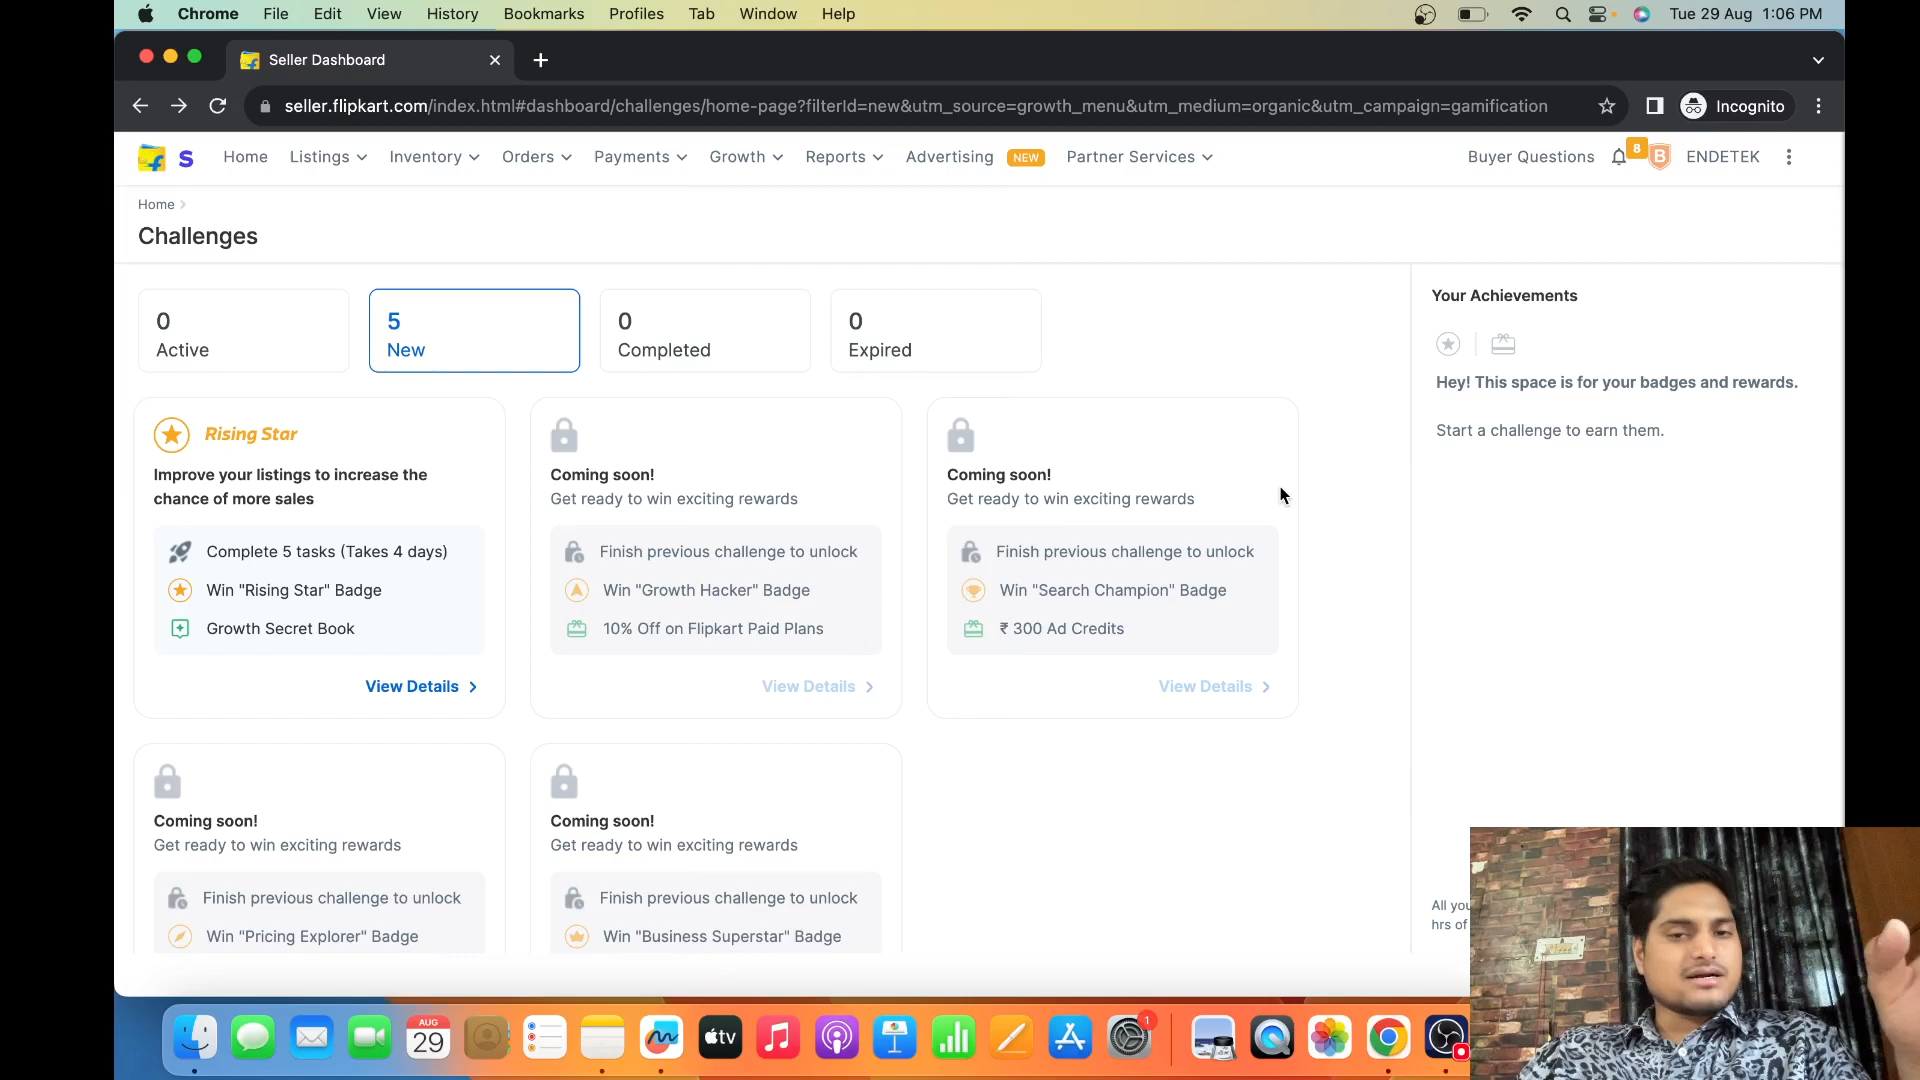 Chrome File Edit View History Bookmarks Profiles Tab Window Help Tue 29 Aug 1:06 PM
Seller Dashboard
seller.flipkart.com/index.html#dashboard/challenges/home-page?filterId=new&utm_source=growth_menu&utm_medium=organic&utm_campaign=gamification Incognito
Home Listings Inventory Orders Payments Growth Reports Advertising NEW Partner Services Buyer Questions 8 B ENDETEK
Home
Challenges
0 5 0 0
Active New Completed Expired
Your Achievements
Hey! This space is for your badges and rewards.
Start a challenge to earn them.
Rising Star
Improve your listings to increase the
chance of more sales
Complete 5 tasks (Takes 4 days)
Win "Rising Star" Badge
Growth Secret Book
View Details
Coming soon!
Get ready to win exciting rewards
Finish previous challenge to unlock
Win "Growth Hacker" Badge
10% Off on Flipkart Paid Plans
View Details
Coming soon!
Get ready to win exciting rewards
Finish previous challenge to unlock
Win "Search Champion" Badge
₹ 300 Ad Credits
View Details
Coming soon!
Get ready to win exciting rewards
Finish previous challenge to unlock
Win "Pricing Explorer" Badge
Coming soon!
Get ready to win exciting rewards
Finish previous challenge to unlock
Win "Business Superstar" Badge
All you
hrs of
AUG
29
tv
1